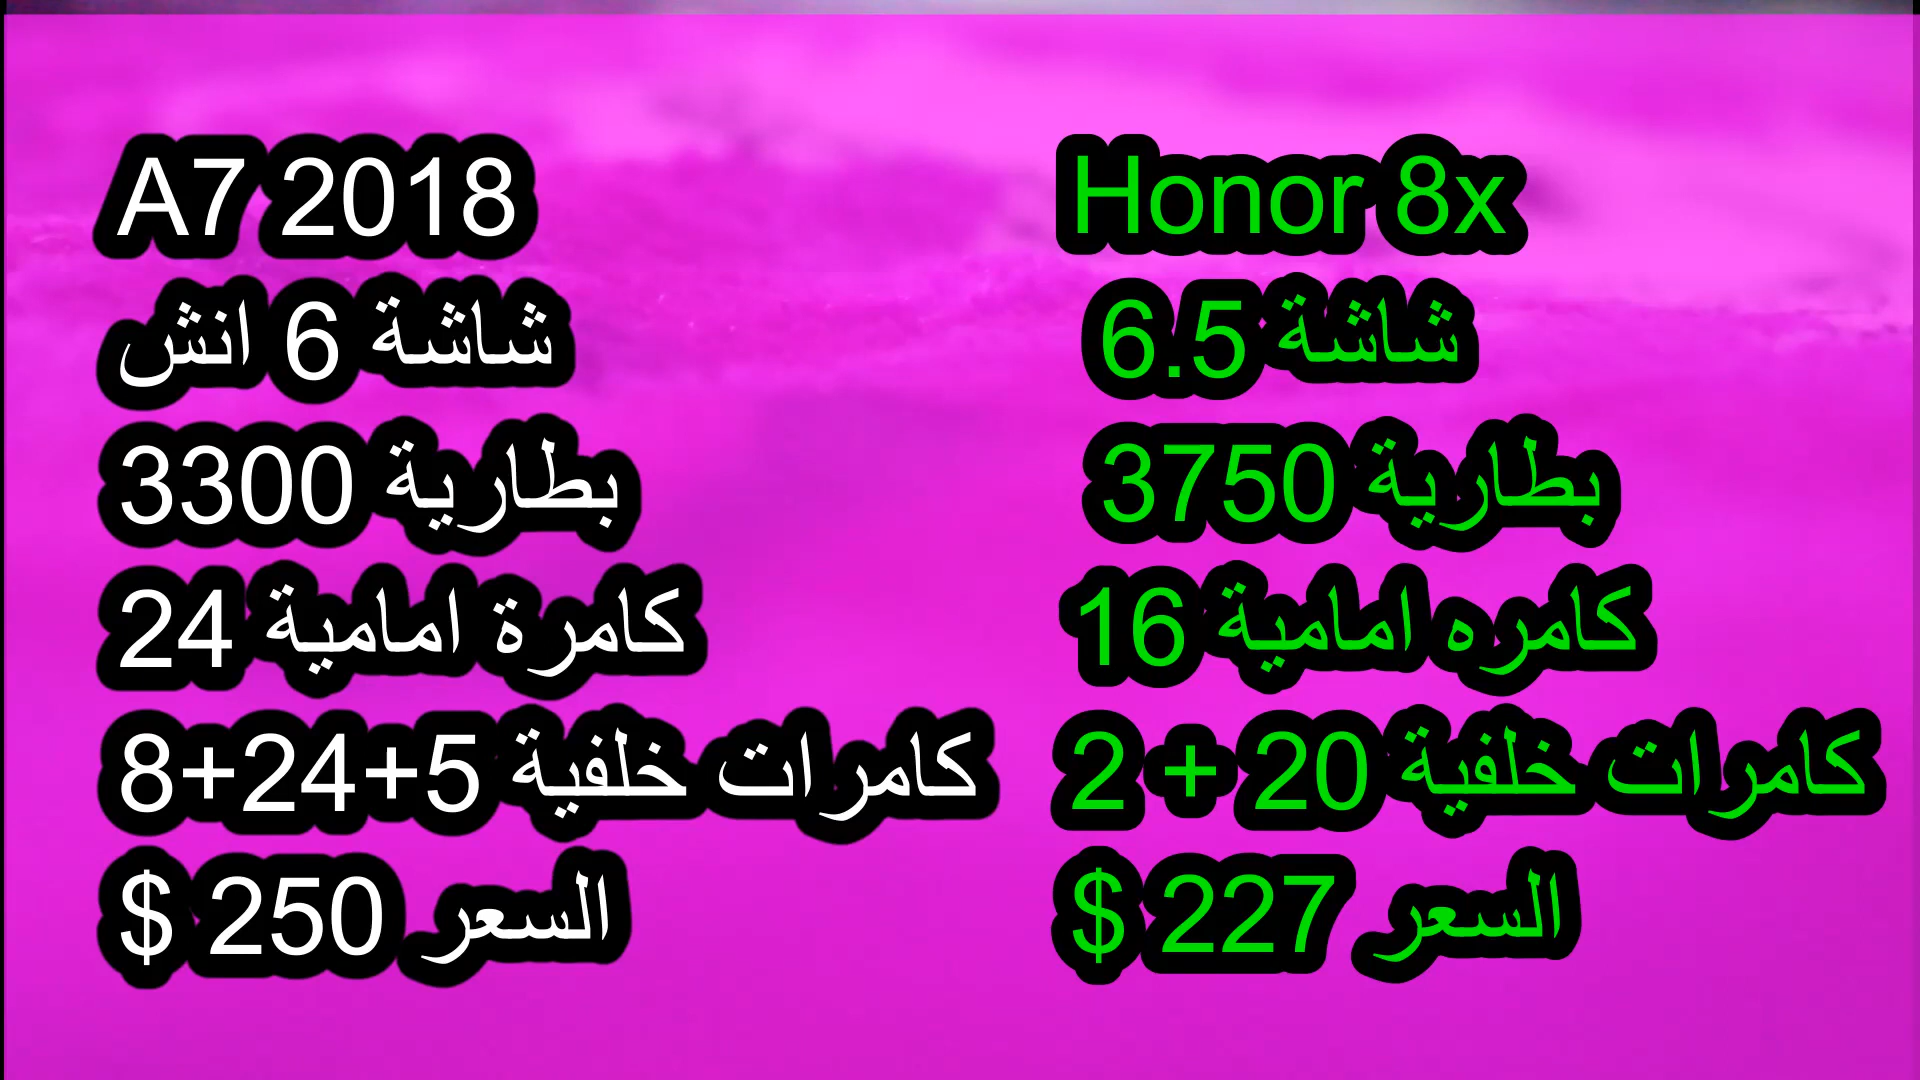 A7 2018
شاشة 6 انش
بطارية 3300
كامرة امامية 24
كامرات خلفية 5+24+8
السعر 250 $
Honor 8x
شاشة 6.5
بطارية 3750
كامره امامية 16
كامرات خلفية 20 + 2
السعر 227 $